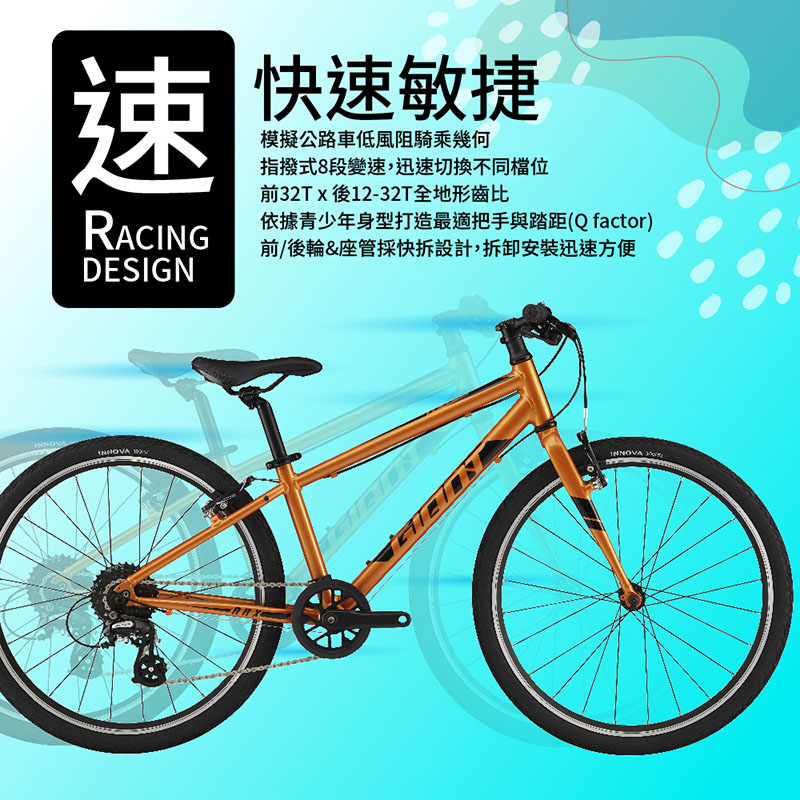 速
RACING
DESIGN
快速敏捷
模擬公路車低風阻騎乘幾何
指撥式8段變速,迅速切換不同檔位
前32T x 後12-32T全地形齒比
依據青少年身型打造最適把手與踏距(Q factor)
前/後輪&座管採快拆設計,拆卸安裝迅速方便
INNOVA
INNOVA
INNOVA
GIANT
ARX